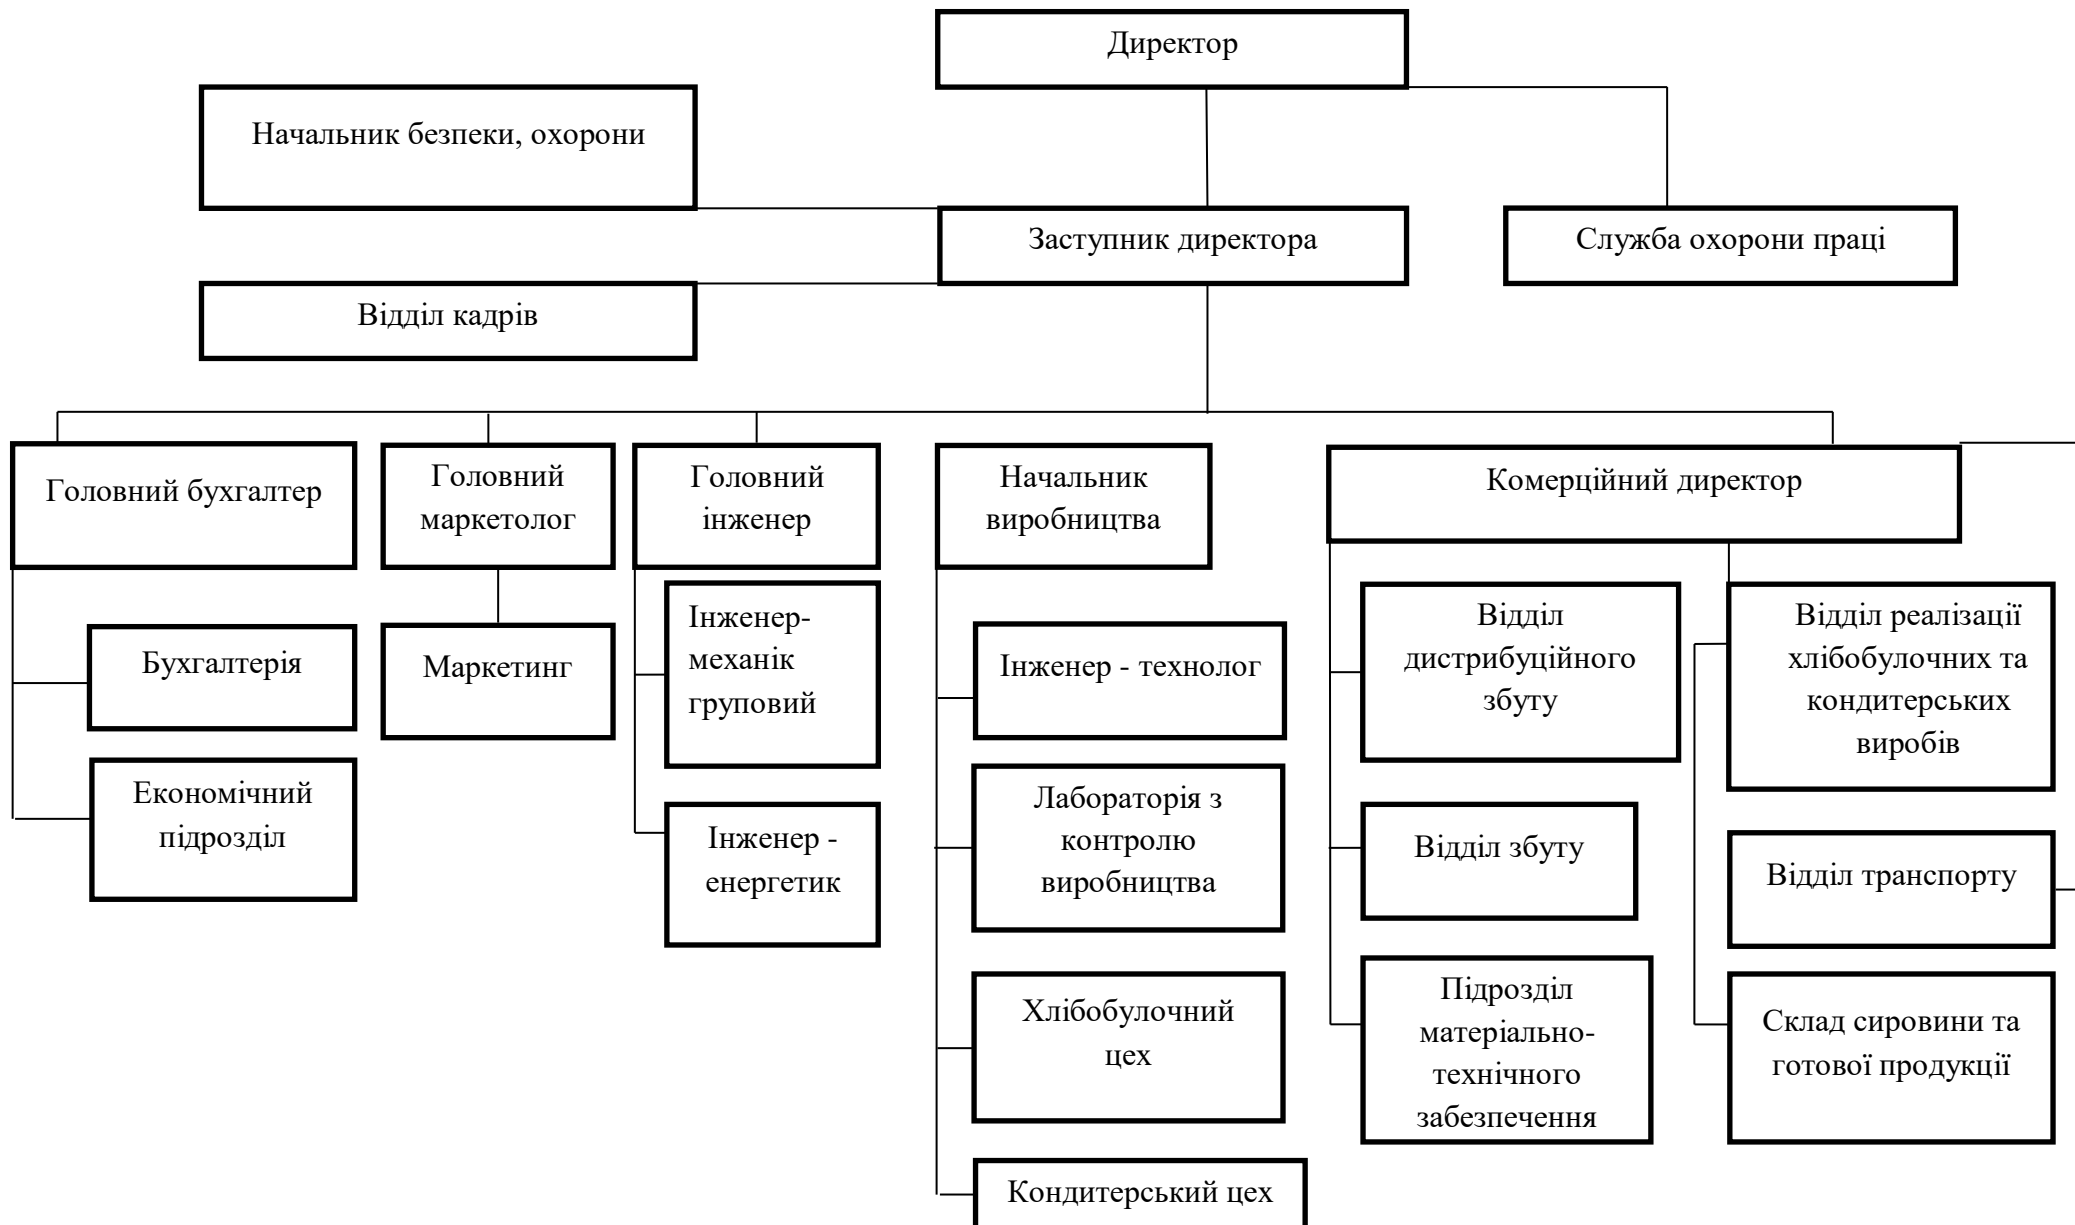 Директор
Начальник безпеки, охорони
Заступник директора
Служба охорони праці
Відділ кадрів
Головний бухгалтер
Головний
маркетолог
Головний
інженер
Начальник
виробництва
Комерційний директор
Бухгалтерія
Економічний
підрозділ
Маркетинг
Інженер-
механік
груповий
Інженер -
енергетик
Інженер - технолог
Лабораторія з
контролю
виробництва
Хлібобулочний
цех
Кондитерський цех
Відділ
дистрибуційного
збуту
Відділ збуту
Підрозділ
матеріально-
технічного
забезпечення
Відділ реалізації
хлібобулочних та
кондитерських
виробів
Відділ транспорту
Склад сировини та
готової продукції